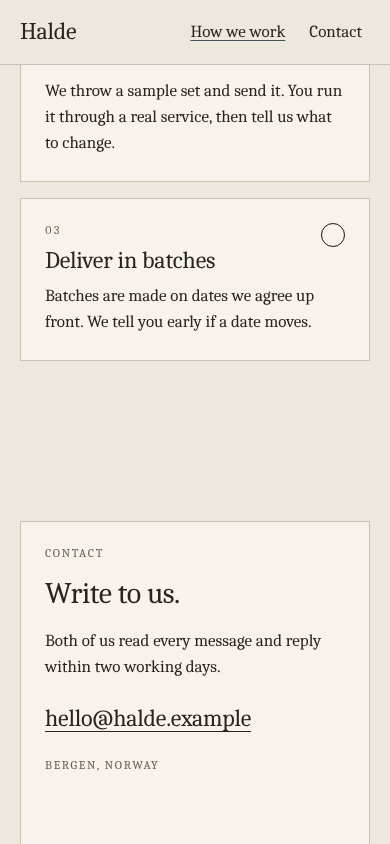 Halde
How we work
Contact
We throw a sample set and send it. You run
it through a real service, then tell us what
to change.
03
Deliver in batches
Batches are made on dates we agree up
front. We tell you early if a date moves.
CONTACT
Write to us.
Both of us read every message and reply
within two working days.
hello@halde.example
BERGEN, NORWAY